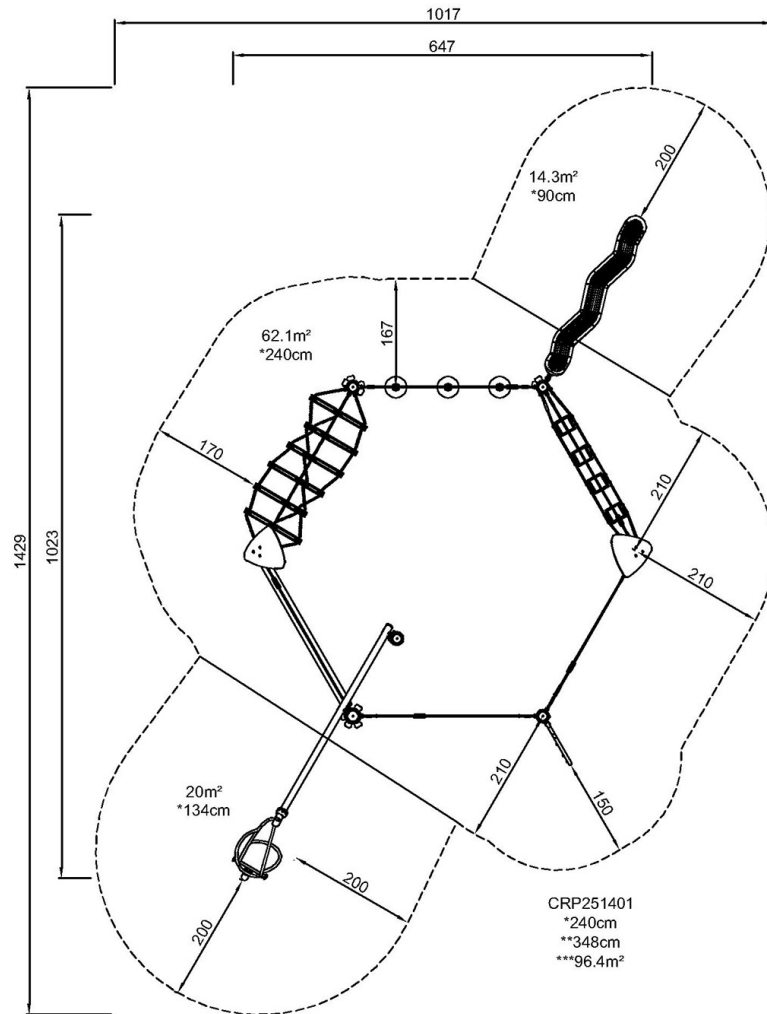 1017
647
200
14.3m²
*90cm
167
62.1m²
*240cm
170
210
210
1429
1023
210
150
20m²
*134cm
200
200
CRP251401
*240cm
**348cm
***96.4m²